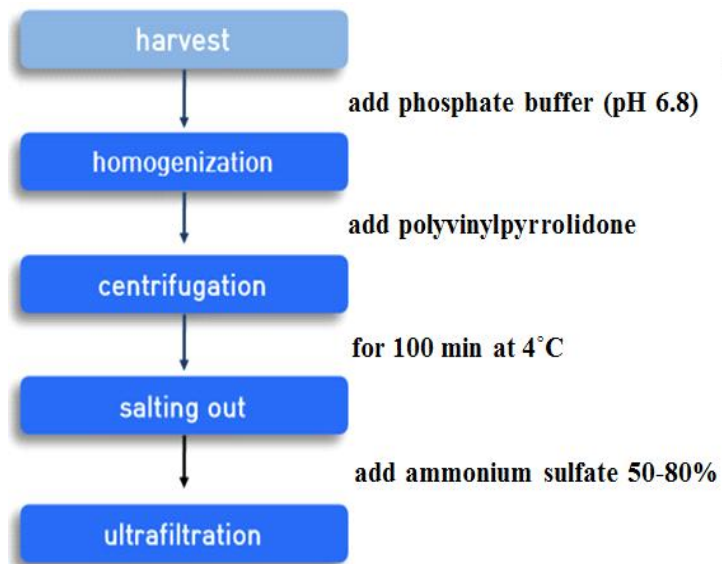 harvest
add phosphate buffer (pH 6.8)
homogenization
add polyvinylpyrrolidone
centrifugation
for 100 min at 4˚C
salting out
add ammonium sulfate 50-80%
ultrafiltration